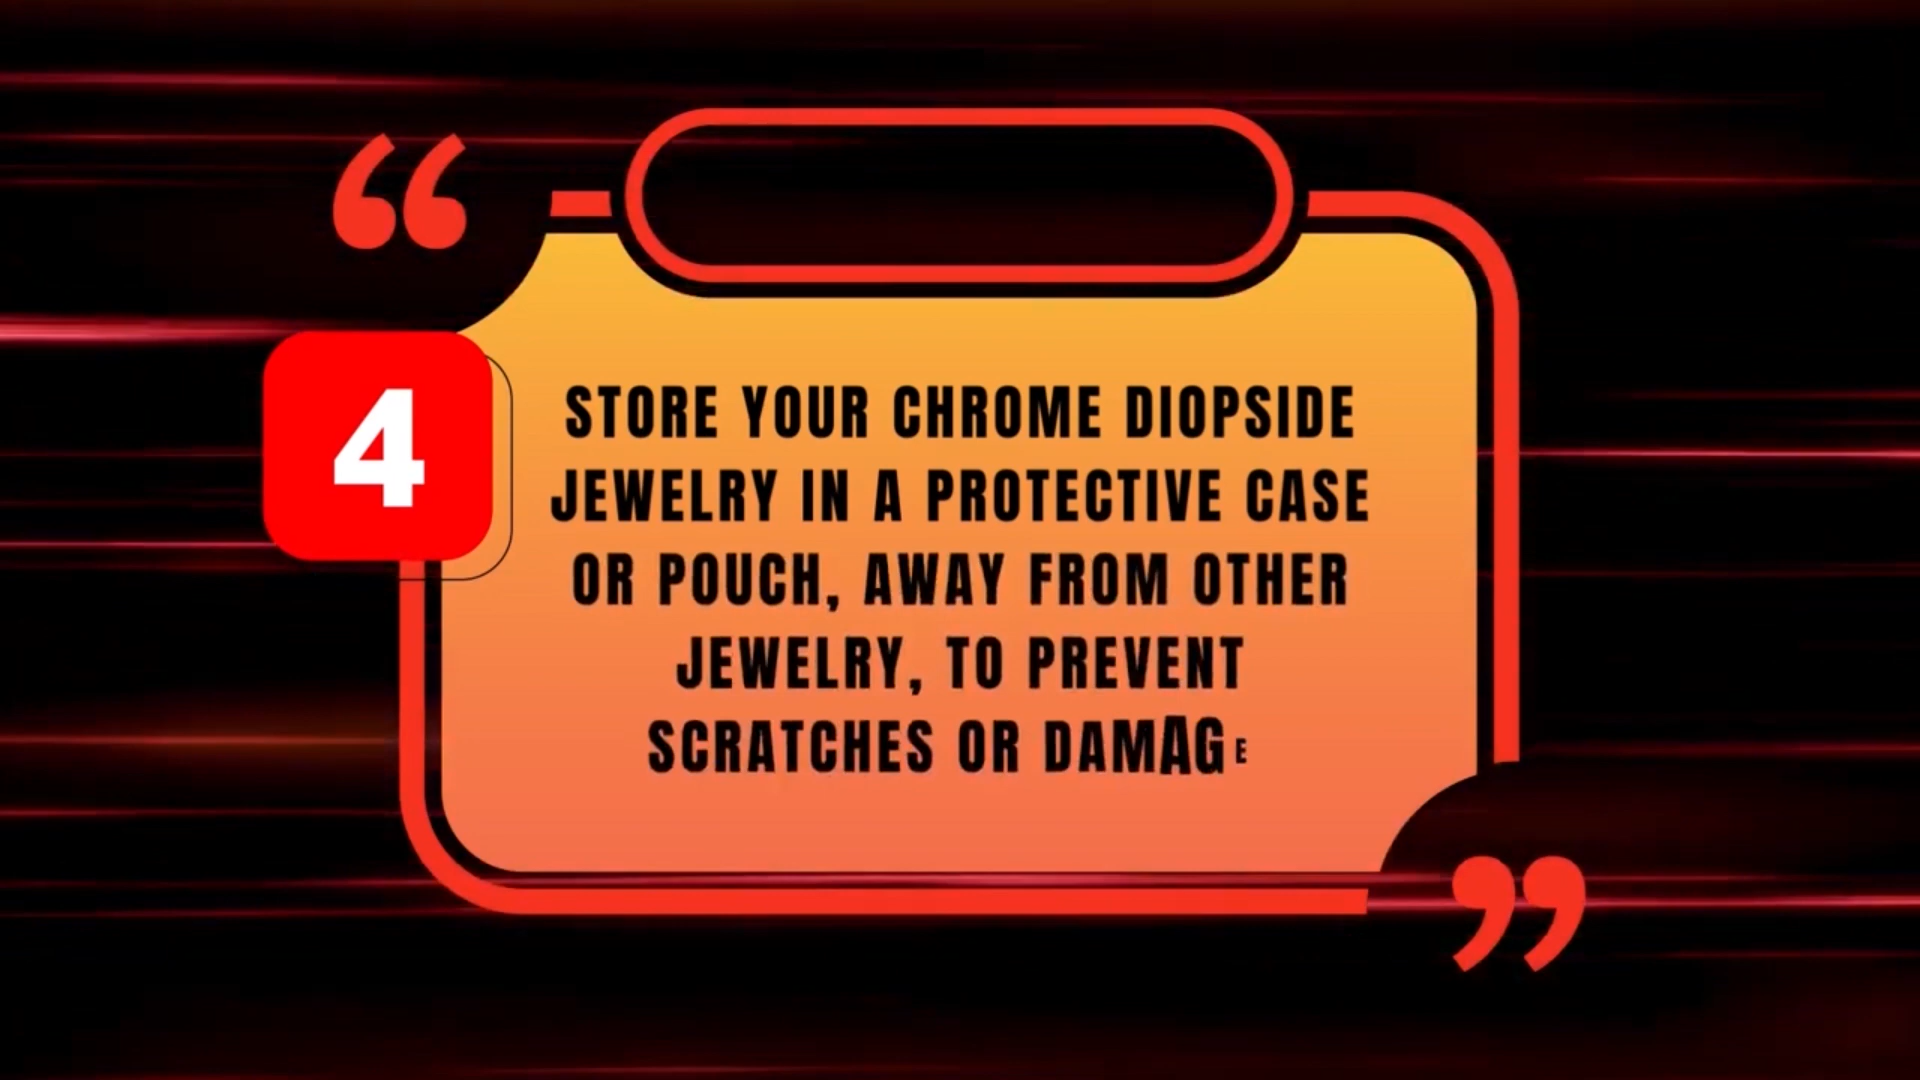 “
4
STORE YOUR CHROME DIOPSIDE
JEWELRY IN A PROTECTIVE CASE
OR POUCH, AWAY FROM OTHER
JEWELRY, TO PREVENT
SCRATCHES OR DAMAGE
”